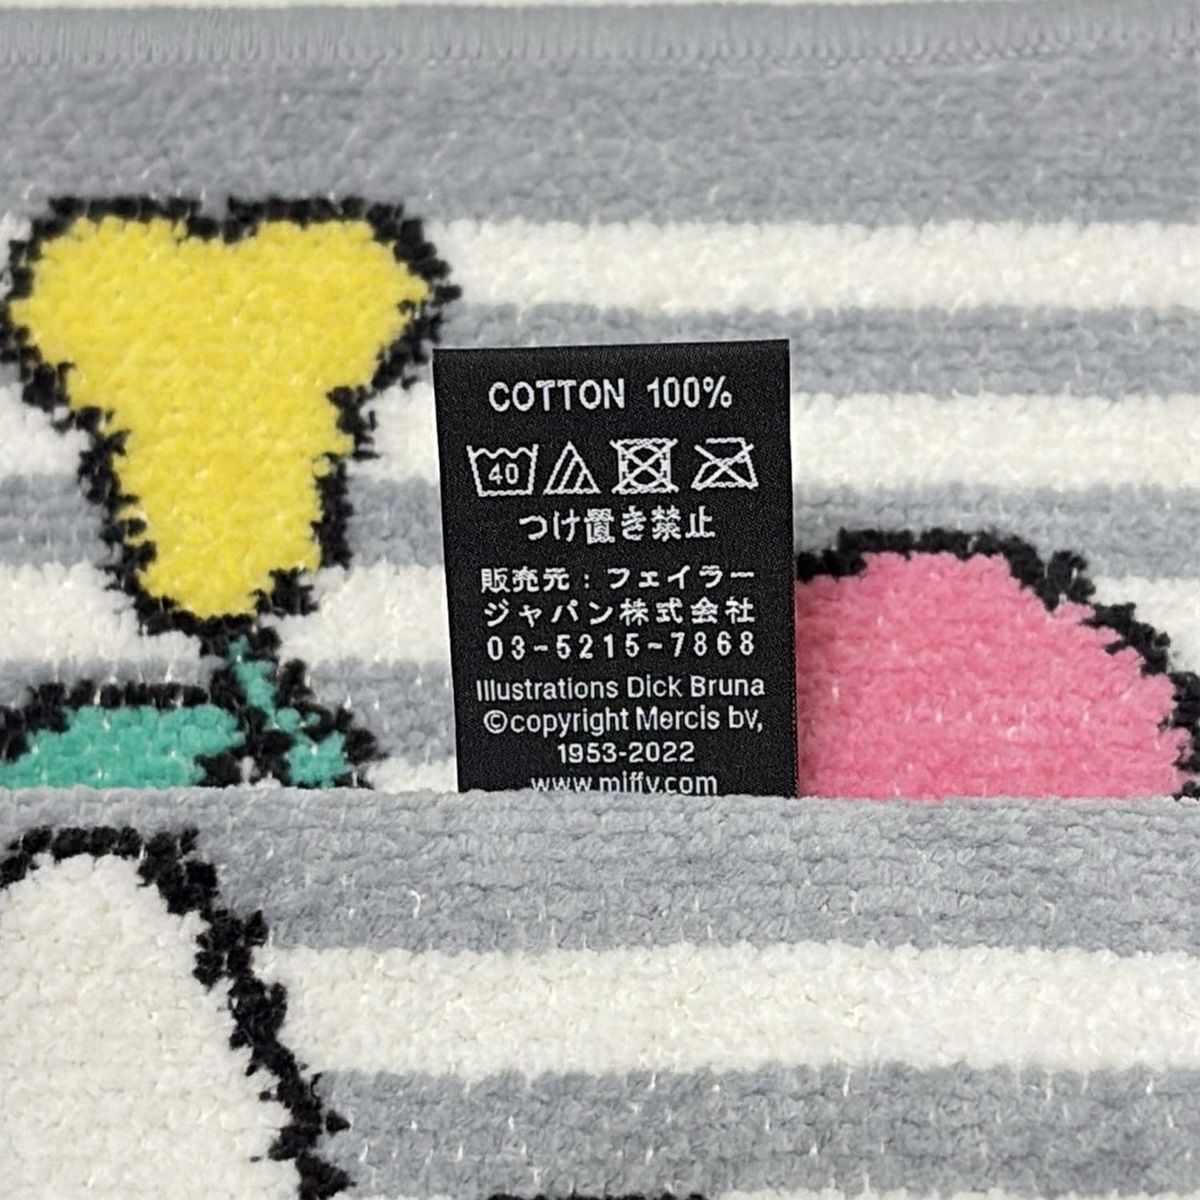 COTTON 100%
40
つけ置き禁止
販売元：フェイラー
ジャパン株式会社
03-5215-7868
Illustrations Dick Bruna
©copyright Mercis bv,
1953-2022
www.miffy.com